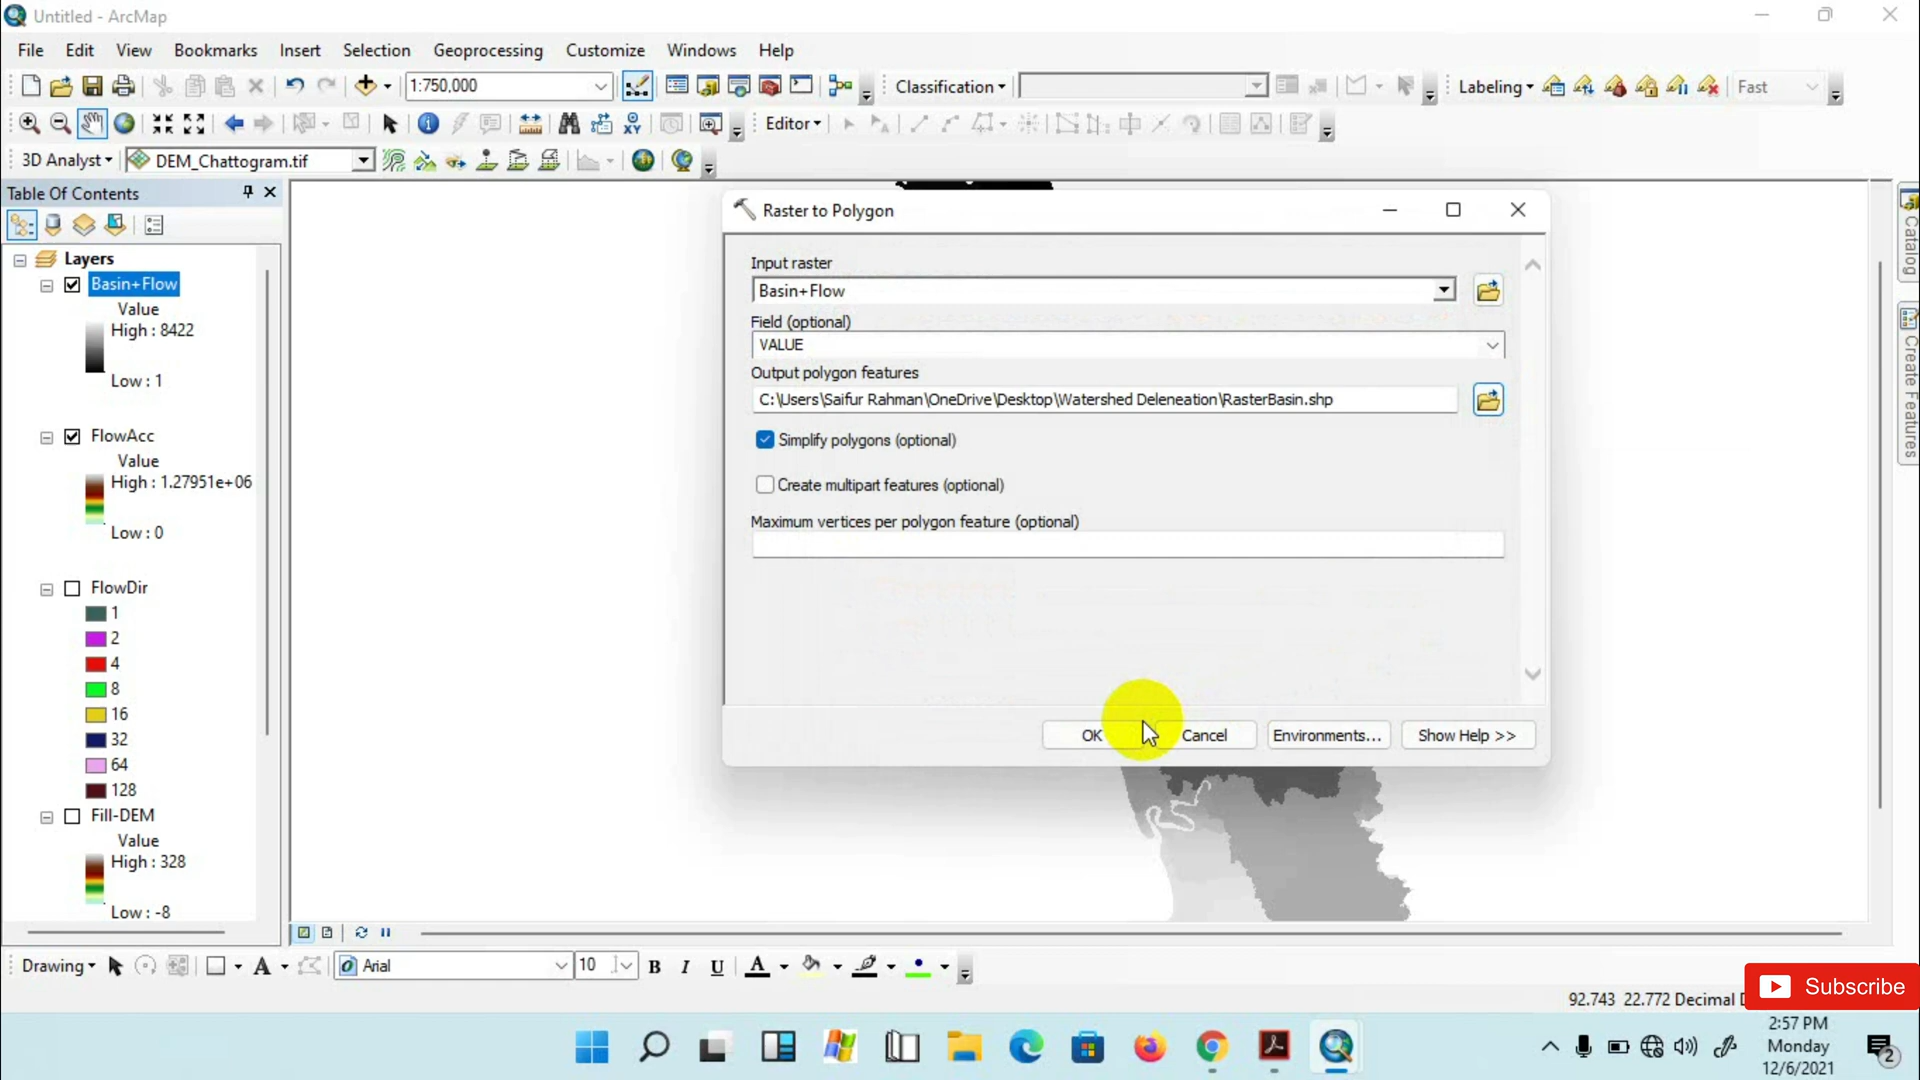 Untitled - ArcMap
File Edit View Bookmarks Insert Selection Geoprocessing Customize Windows Help
1:750,000 Classification Labeling Fast
Editor
3D Analyst DEM_Chattogram.tif
Table Of Contents
Layers
Basin+Flow
Value
High : 8422
Low : 1
FlowAcc
Value
High : 1.27951e+06
Low : 0
FlowDir
1
2
4
8
16
32
64
128
Fill-DEM
Value
High : 328
Low : -8
Raster to Polygon
Input raster
Basin+Flow
Field (optional)
VALUE
Output polygon features
C:\Users\Saifur Rahman\OneDrive\Desktop\Watershed Deleneation\RasterBasin.shp
Simplify polygons (optional)
Create multipart features (optional)
Maximum vertices per polygon feature (optional)
OK Cancel Environments... Show Help >>
Catalog
Create Features
Drawing A Arial 10 B I U A
Subscribe
92.743 22.772 Decimal
2:57 PM
Monday
12/6/2021
2